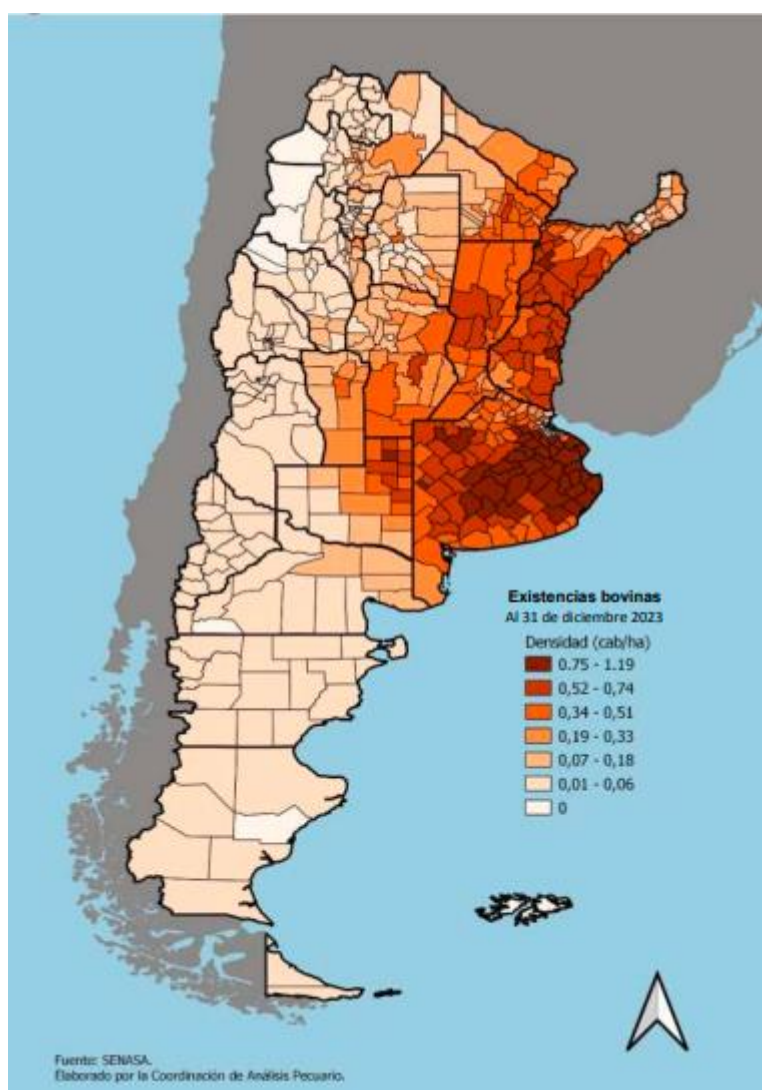 Existencias bovinas
Al 31 de diciembre 2023
Densidad (cab/ha)
0.75 - 1.19
0,52 - 0,74
0,34 - 0,51
0,19 - 0,33
0,07 - 0,18
0,01 - 0,06
0
Fuente: SENASA.
Elaborado por la Coordinación de Análisis Pecuario.